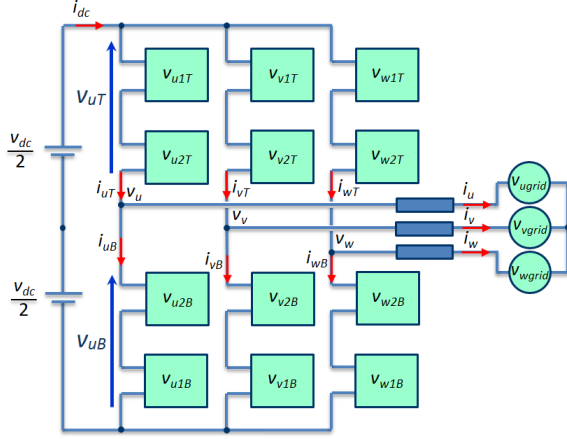 i_dc
v_uT
v_u1T
v_v1T
v_w1T
v_dc
2
v_u2T
v_v2T
v_w2T
i_uT
v_u
i_vT
i_wT
i_u
v_ugrid
v_v
i_v
v_vgrid
i_uB
v_w
i_w
i_vB
i_wB
v_wgrid
v_dc
2
v_uB
v_u2B
v_v2B
v_w2B
v_u1B
v_v1B
v_w1B